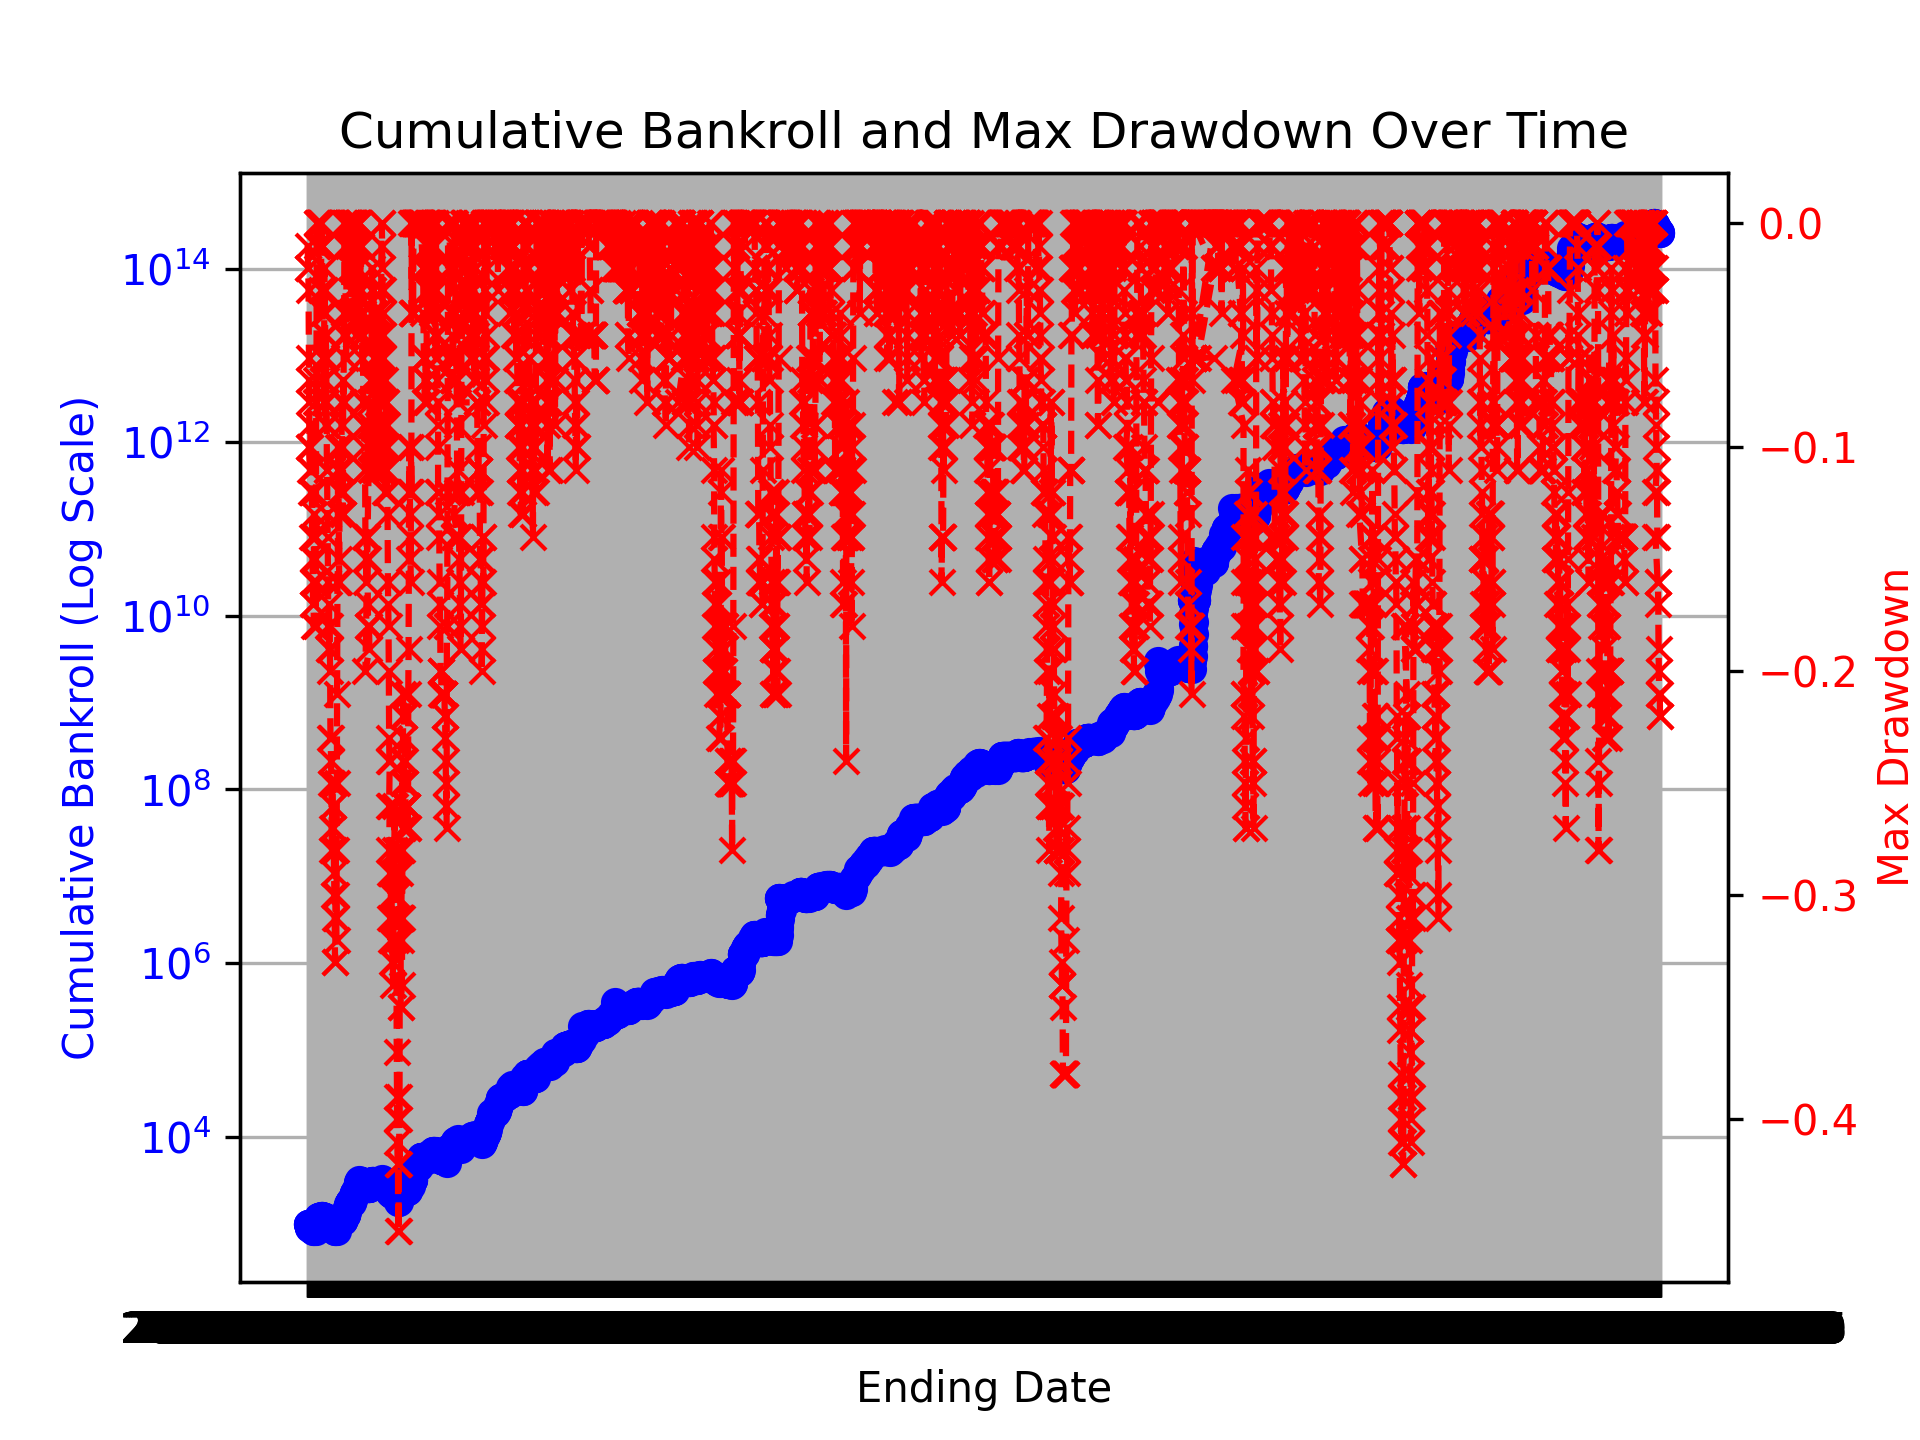 Cumulative Bankroll and Max Drawdown Over Time
Cumulative Bankroll (Log Scale)
10^14
10^12
10^10
10^8
10^6
10^4
0.0
−0.1
−0.2
−0.3
−0.4
Max Drawdown
Ending Date